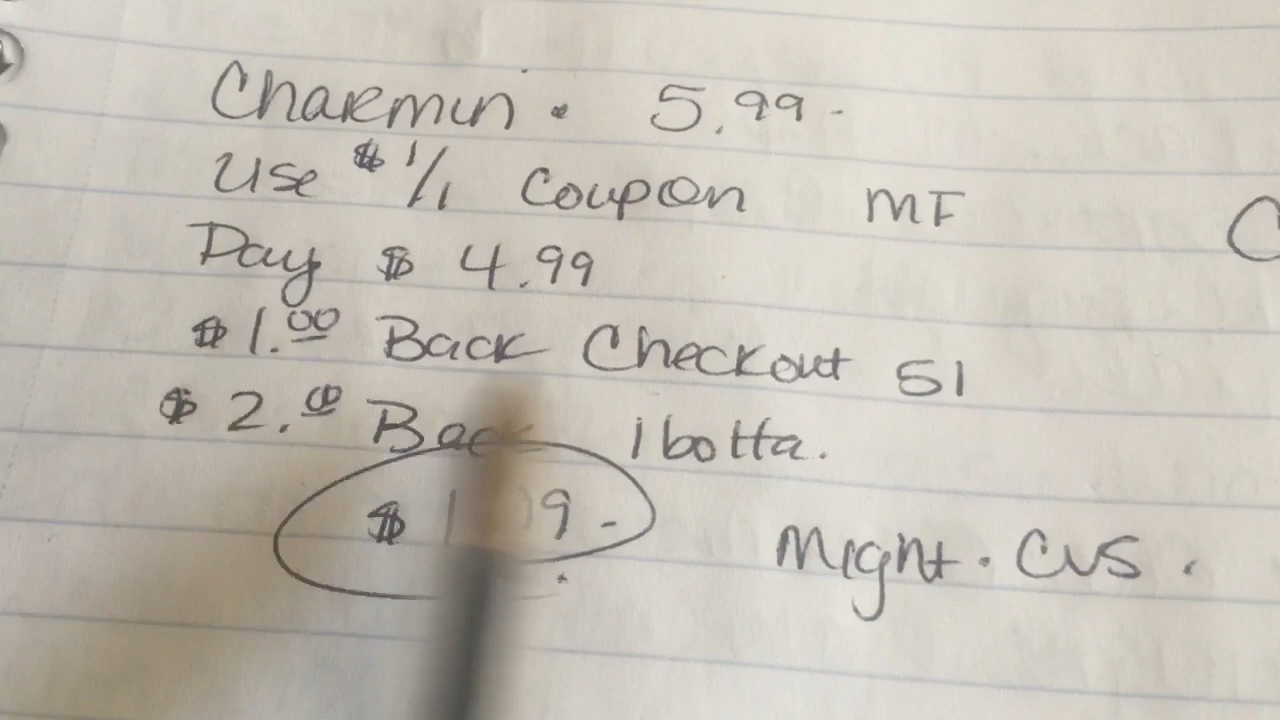 Charmin. 5.99-
Use $1/1 Coupon MF
Pay $4.99
$1.00 Back Checkout 51
$2.00 Back ibotta.
Might. CVS.